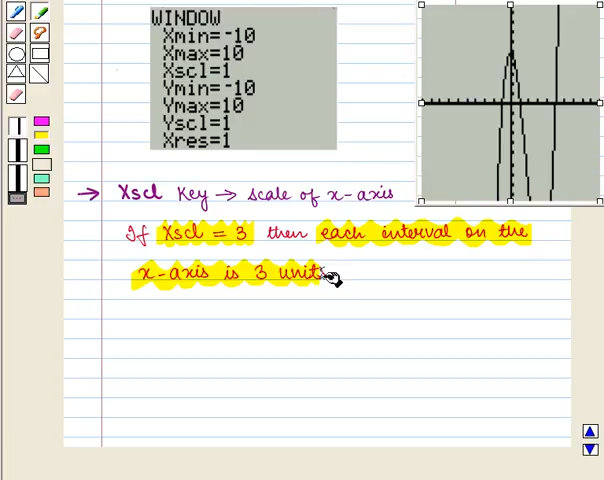 WINDOW
Xmin=-10
Xmax=10
Xscl=1
Ymin=-10
Ymax=10
Yscl=1
Xres=1
→ Xscl Key → scale of x-axis
If Xscl = 3 then each interval on the
x-axis is 3 units